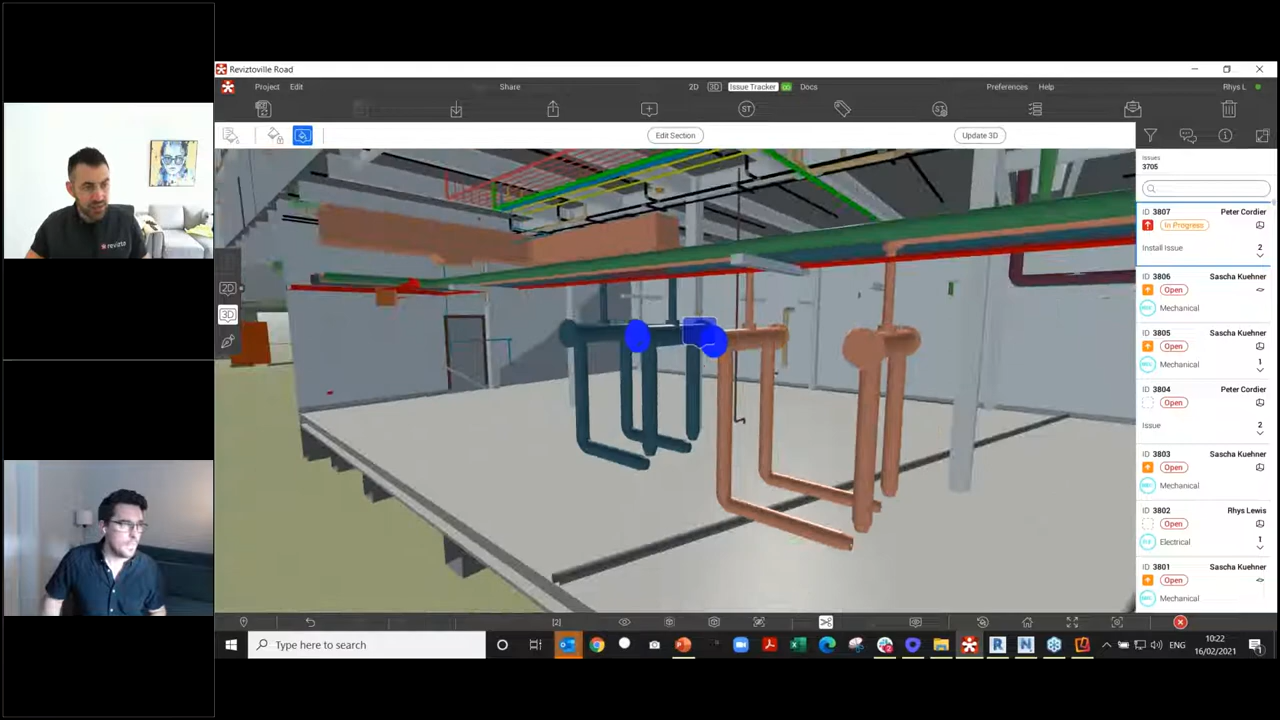 Reviztoville Road
Project Edit Share 2D 3D Issue Tracker Docs Preferences Help Rhys L
ST
Edit Section Update 3D
Issues
3705
ID 3807 Peter Cordier
In Progress
Install Issue 2
ID 3806 Sascha Kuehner
Open
Mechanical
ID 3805 Sascha Kuehner
Open
Mechanical 1
ID 3804 Peter Cordier
Open
Issue 2
ID 3803 Sascha Kuehner
Open
Mechanical
ID 3802 Rhys Lewis
Open
Electrical 1
ID 3801 Sascha Kuehner
Open
Mechanical
2D
3D
revizto
[2]
Type here to search
ENG
10:22
16/02/2021